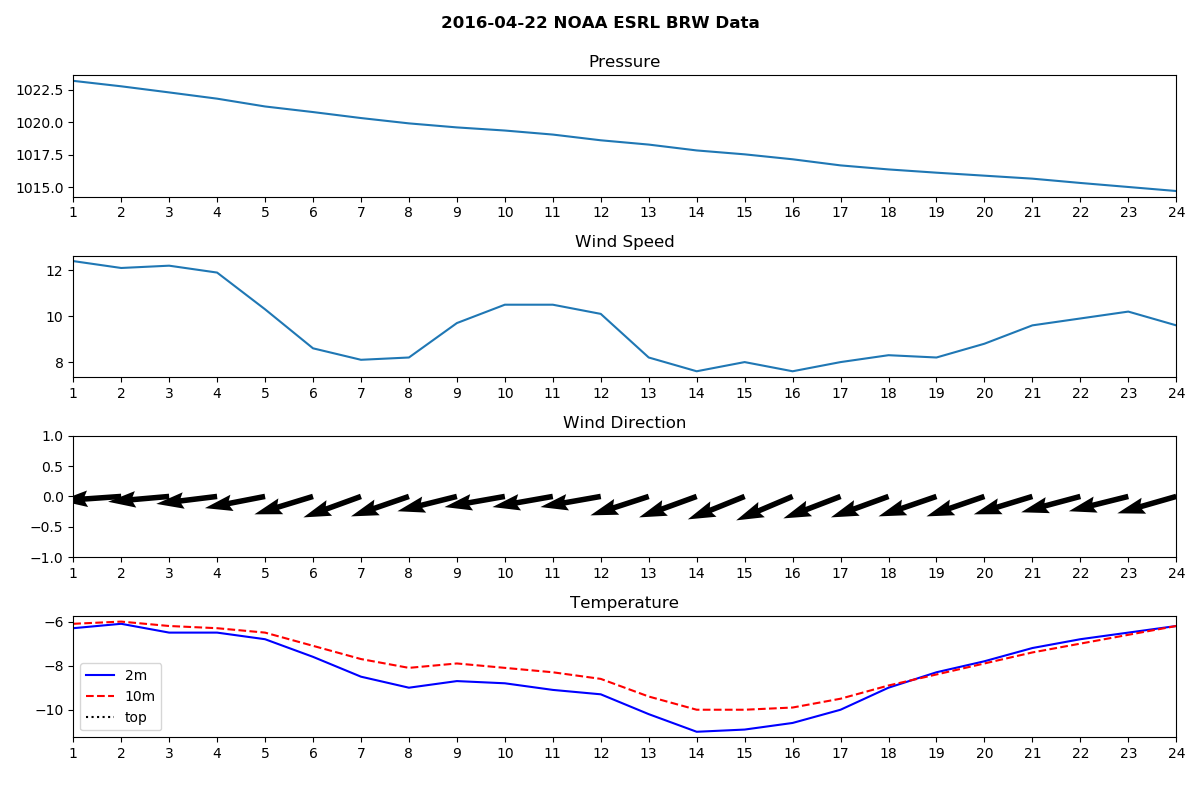 2016-04-22 NOAA ESRL BRW Data
Pressure
1022.5
1020.0
1017.5
1015.0
1 2 3 4 5 6 7 8 9 10 11 12 13 14 15 16 17 18 19 20 21 22 23 24
Wind Speed
12
10
8
1 2 3 4 5 6 7 8 9 10 11 12 13 14 15 16 17 18 19 20 21 22 23 24
Wind Direction
1.0
0.5
0.0
−0.5
−1.0
1 2 3 4 5 6 7 8 9 10 11 12 13 14 15 16 17 18 19 20 21 22 23 24
Temperature
−6
−8
−10
2m
10m
top
1 2 3 4 5 6 7 8 9 10 11 12 13 14 15 16 17 18 19 20 21 22 23 24